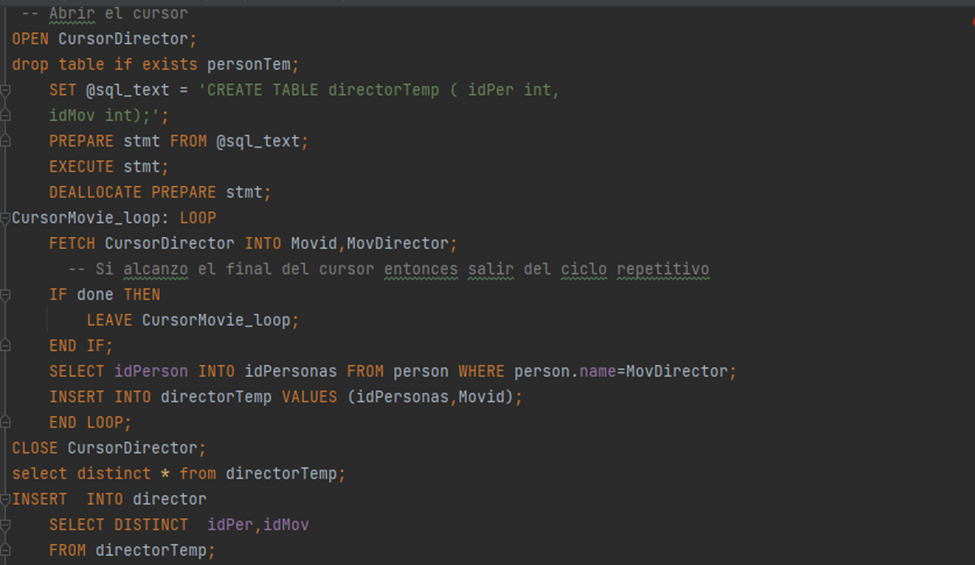 -- Abrir el cursor
OPEN CursorDirector;
drop table if exists personTem;
SET @sql_text = 'CREATE TABLE directorTemp ( idPer int,
idMov int);';
PREPARE stmt FROM @sql_text;
EXECUTE stmt;
DEALLOCATE PREPARE stmt;
CursorMovie_loop: LOOP
FETCH CursorDirector INTO Movid,MovDirector;
-- Si alcanzo el final del cursor entonces salir del ciclo repetitivo
IF done THEN
LEAVE CursorMovie_loop;
END IF;
SELECT idPerson INTO idPersonas FROM person WHERE person.name=MovDirector;
INSERT INTO directorTemp VALUES (idPersonas,Movid);
END LOOP;
CLOSE CursorDirector;
select distinct * from directorTemp;
INSERT  INTO director
SELECT DISTINCT  idPer,idMov
FROM directorTemp;